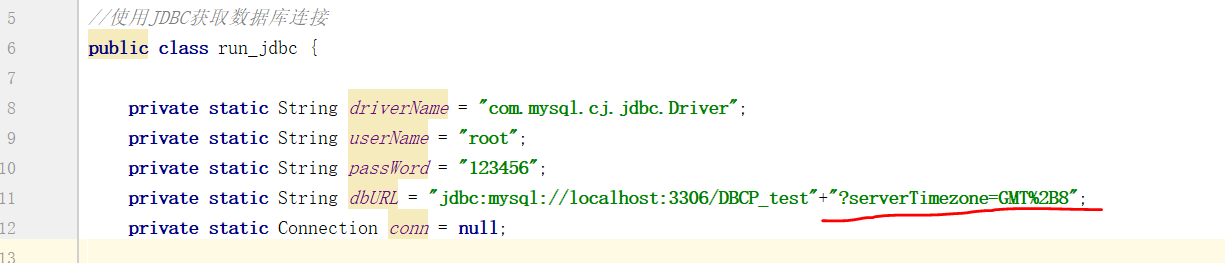 5 //使用JDBC获取数据库连接
6 public class run_jdbc {
7
8 private static String driverName = "com.mysql.cj.jdbc.Driver";
9 private static String userName = "root";
10 private static String passWord = "123456";
11 private static String dbURL = "jdbc:mysql://localhost:3306/DBCP_test"+"?serverTimezone=GMT%2B8";
12 private static Connection conn = null;
13